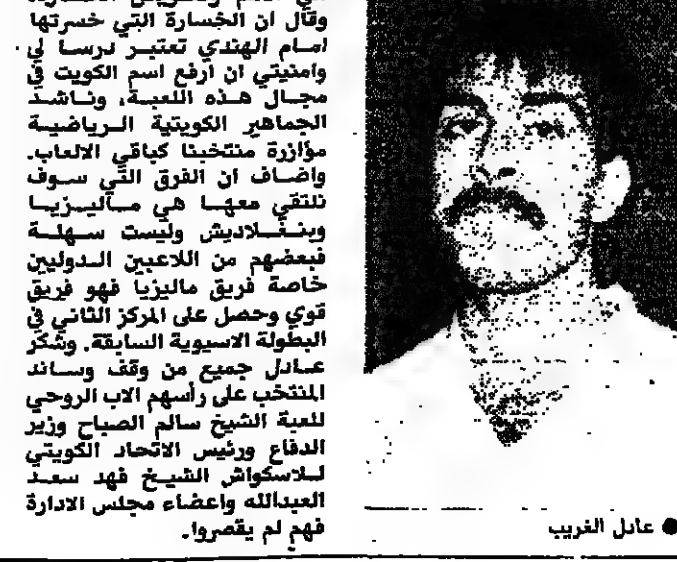 وقال ان الخسارة التي خسرتها
امام الهندي تعتبر درسا لي
وامنيتي ان ارفع اسم الكويت في
مجال هذه اللعبة، وناشد
الجماهير الكويتية الرياضية
مؤازرة منتخبنا كباقي الالعاب.
واضاف ان الفرق التي سوف
نلتقي معها هي ماليزيا
وبنغلاديش وليست سهلة
فبعضهم من اللاعبين الدوليين
خاصة فريق ماليزيا فهو فريق
قوي وحصل على المركز الثاني في
البطولة الاسيوية السابقة. وشكر
عادل جميع من وقف وساند
المنتخب على رأسهم الاب الروحي
للعبة الشيخ سالم الصباح وزير
الدفاع ورئيس الاتحاد الكويتي
للاسكواش الشيخ فهد سعد
العبدالله واعضاء مجلس الادارة
فهم لم يقصروا.
● عادل الغريب